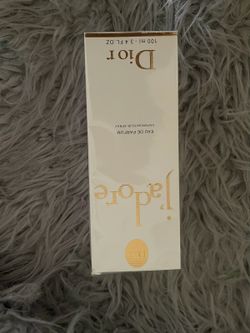 j'adore
EAU DE PARFUM
Dior
100 ml - 3.4 FL. OZ